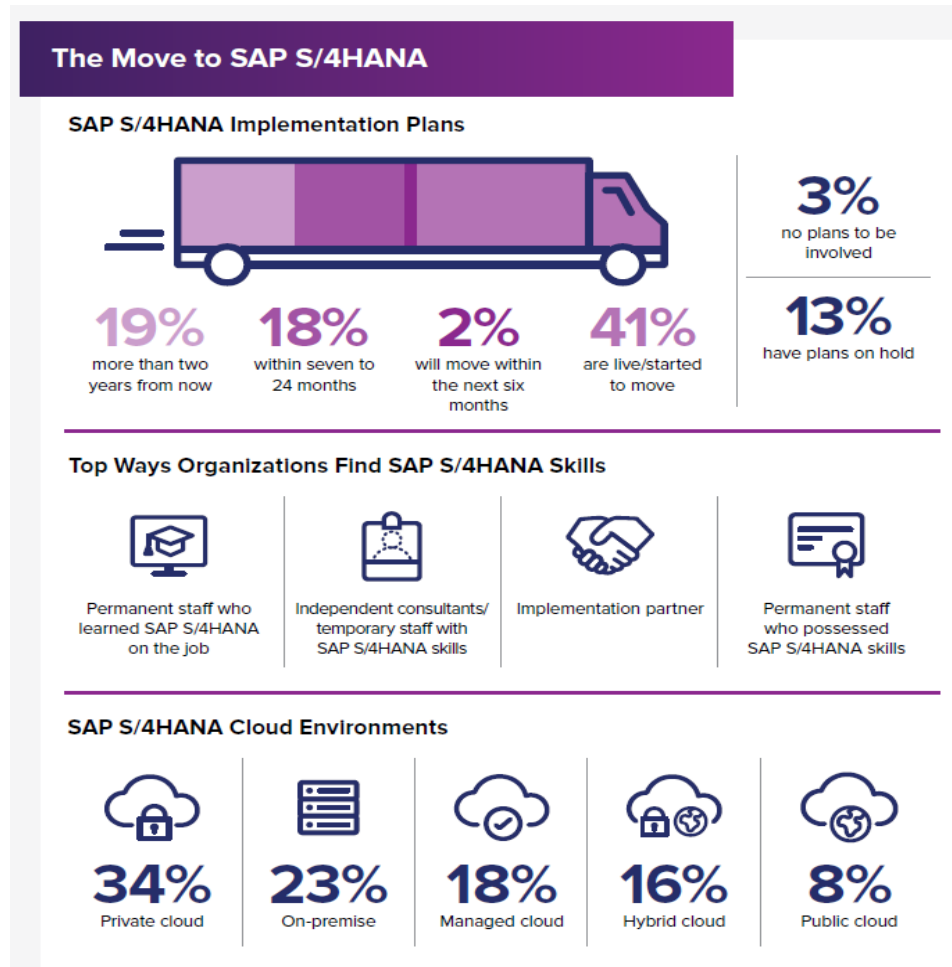 The Move to SAP S/4HANA
SAP S/4HANA Implementation Plans
19%
more than two
years from now
18%
within seven to
24 months
2%
will move within
the next six
months
41%
are live/started
to move
3%
no plans to be
involved
13%
have plans on hold
Top Ways Organizations Find SAP S/4HANA Skills
Permanent staff who
learned SAP S/4HANA
on the job
Independent consultants/
temporary staff with
SAP S/4HANA skills
Implementation partner
Permanent staff
who possessed
SAP S/4HANA skills
SAP S/4HANA Cloud Environments
34%
Private cloud
23%
On-premise
18%
Managed cloud
16%
Hybrid cloud
8%
Public cloud